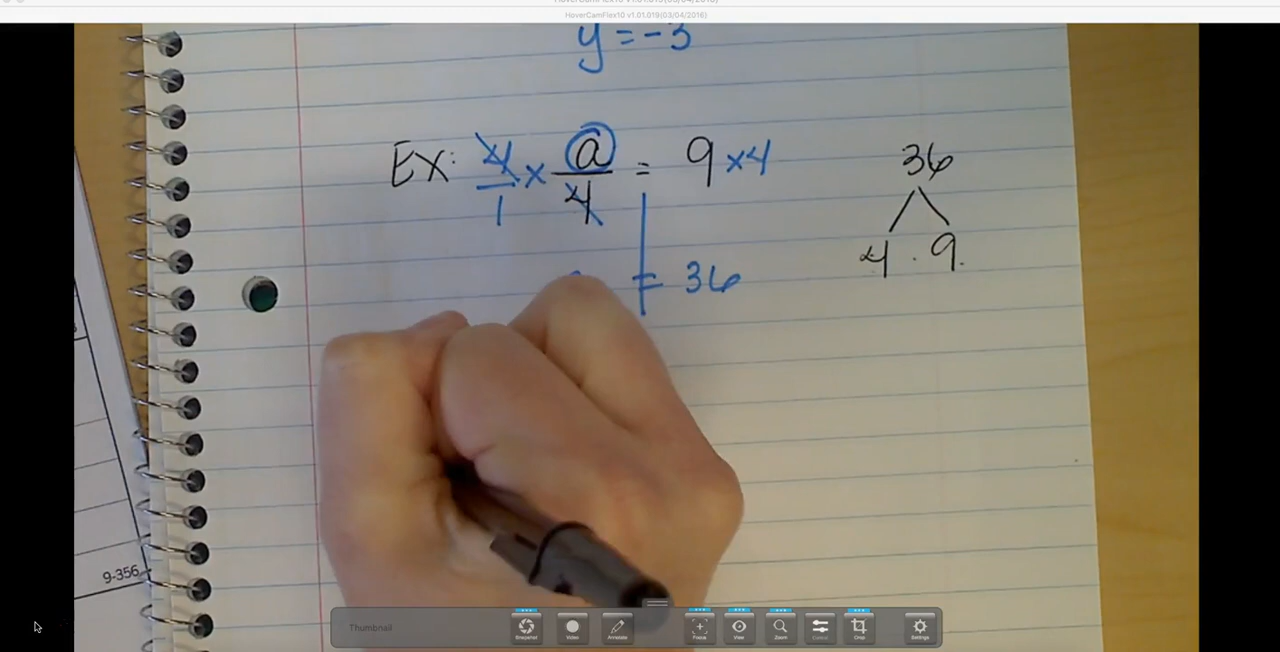 HoverCamFlex10 v1.01.019(03/04/2016)
y = -3
EX: 4/1 x a/4 = 9 x4
= 36
36
4 . 9.
9-356
Thumbnail
Snapshot
Video
Annotate
Focus
View
Zoom
Control
Crop
Settings